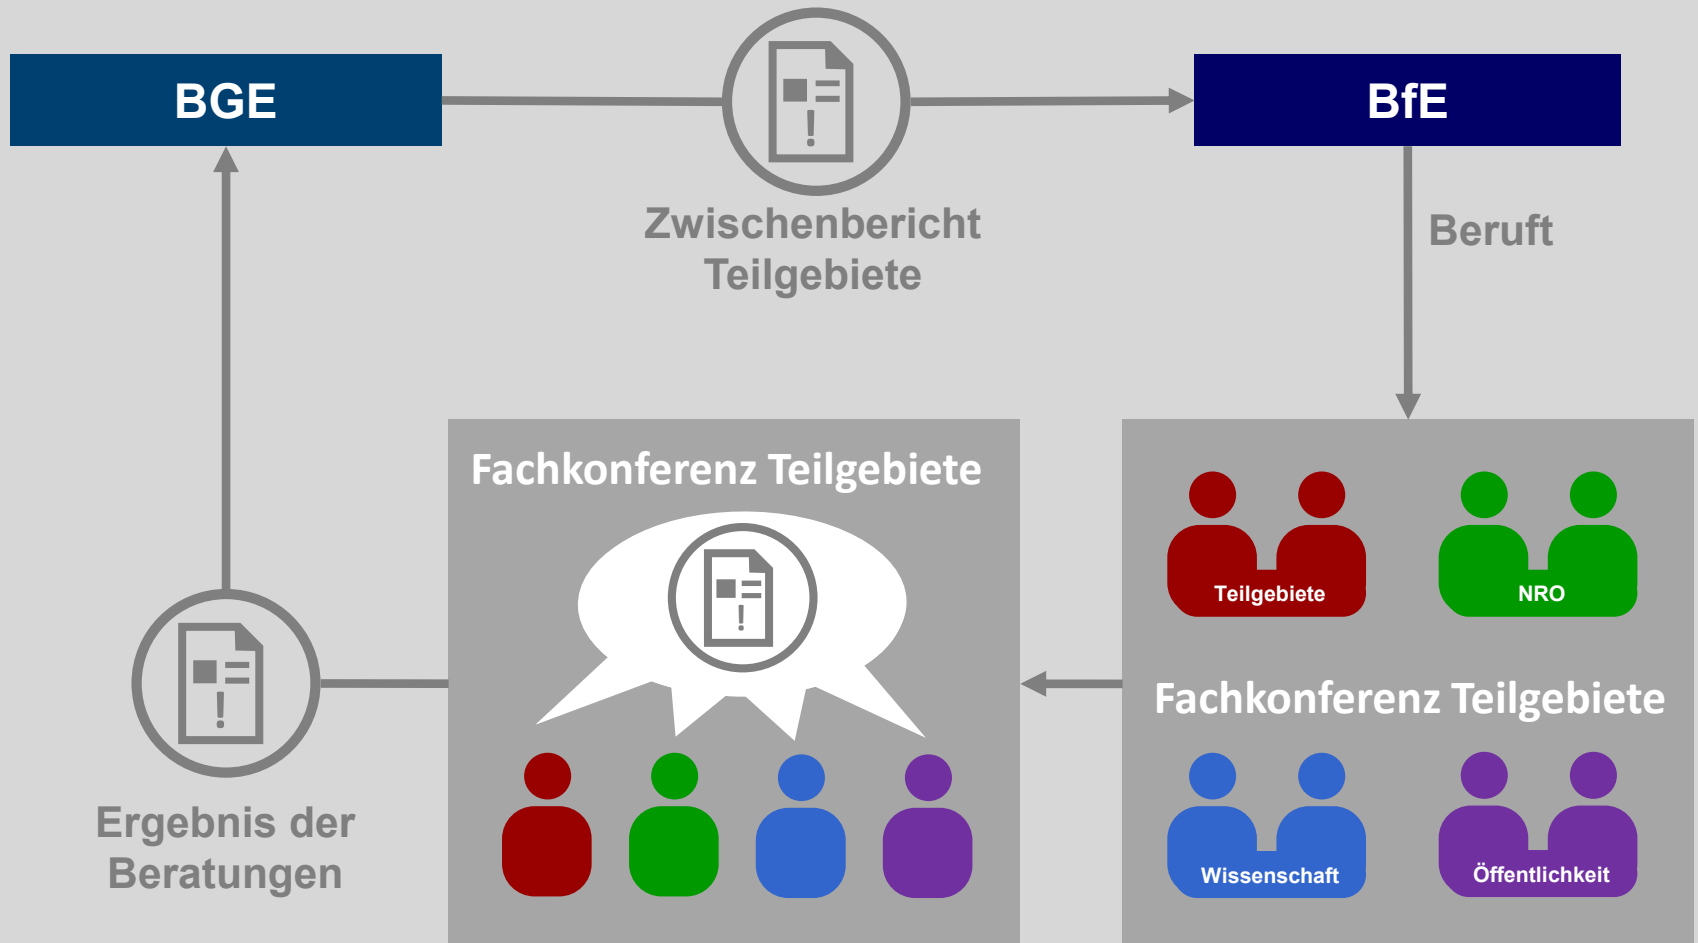 BGE
BfE
Zwischenbericht
Teilgebiete
Beruft
Fachkonferenz Teilgebiete
Teilgebiete
NRO
Fachkonferenz Teilgebiete
Wissenschaft
Öffentlichkeit
Ergebnis der
Beratungen